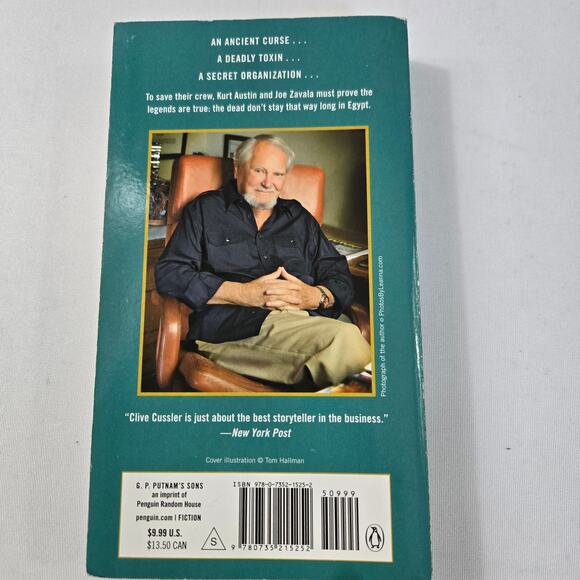 AN ANCIENT CURSE . . .
A DEADLY TOXIN . . .
A SECRET ORGANIZATION . . .
To save their crew, Kurt Austin and Joe Zavala must prove the
legends are true: the dead don't stay that way long in Egypt.
Photograph of the author © PhotosByLeanna.com
“Clive Cussler is just about the best storyteller in the business.”
—New York Post
Cover illustration © Tom Hallman
G. P. PUTNAM'S SONS
an imprint of
Penguin Random House
penguin.com | FICTION
$9.99 U.S.
$13.50 CAN
S
ISBN 978-0-7352-1525-2
50999
9 780735 215252